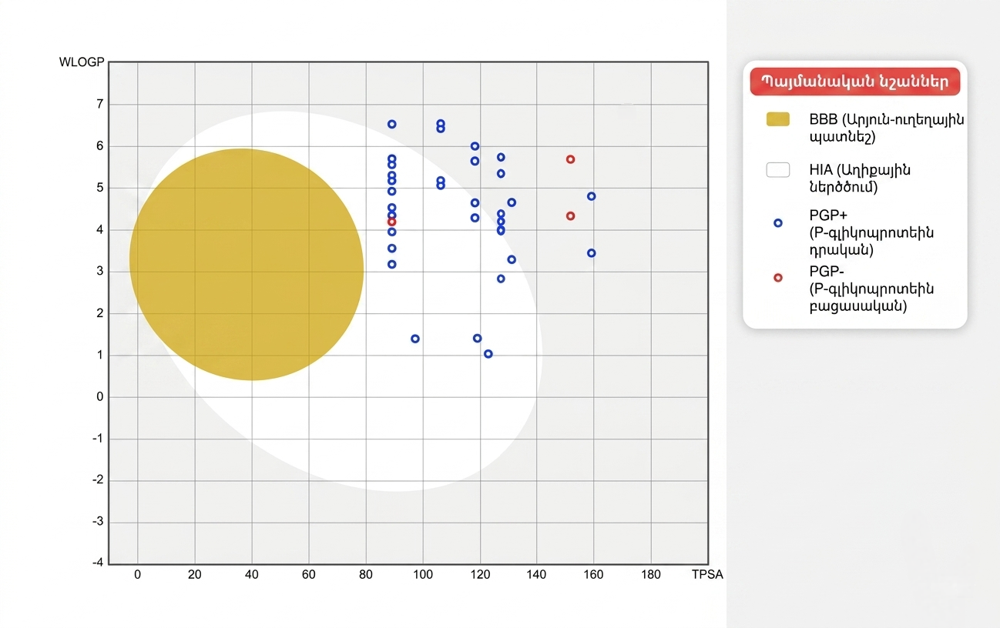 WLOGP
7
6
5
4
3
2
1
0
-1
-2
-3
-4
0 20 40 60 80 100 120 140 160 180 TPSA
Պայմանական նշաններ
BBB (Արյուն-ուղեղային
պատնեշ)
HIA (Աղիքային
ներծծում)
PGP+
(P-գլիկոպրոտեին
դրական)
PGP-
(P-գլիկոպրոտեին
բացասական)